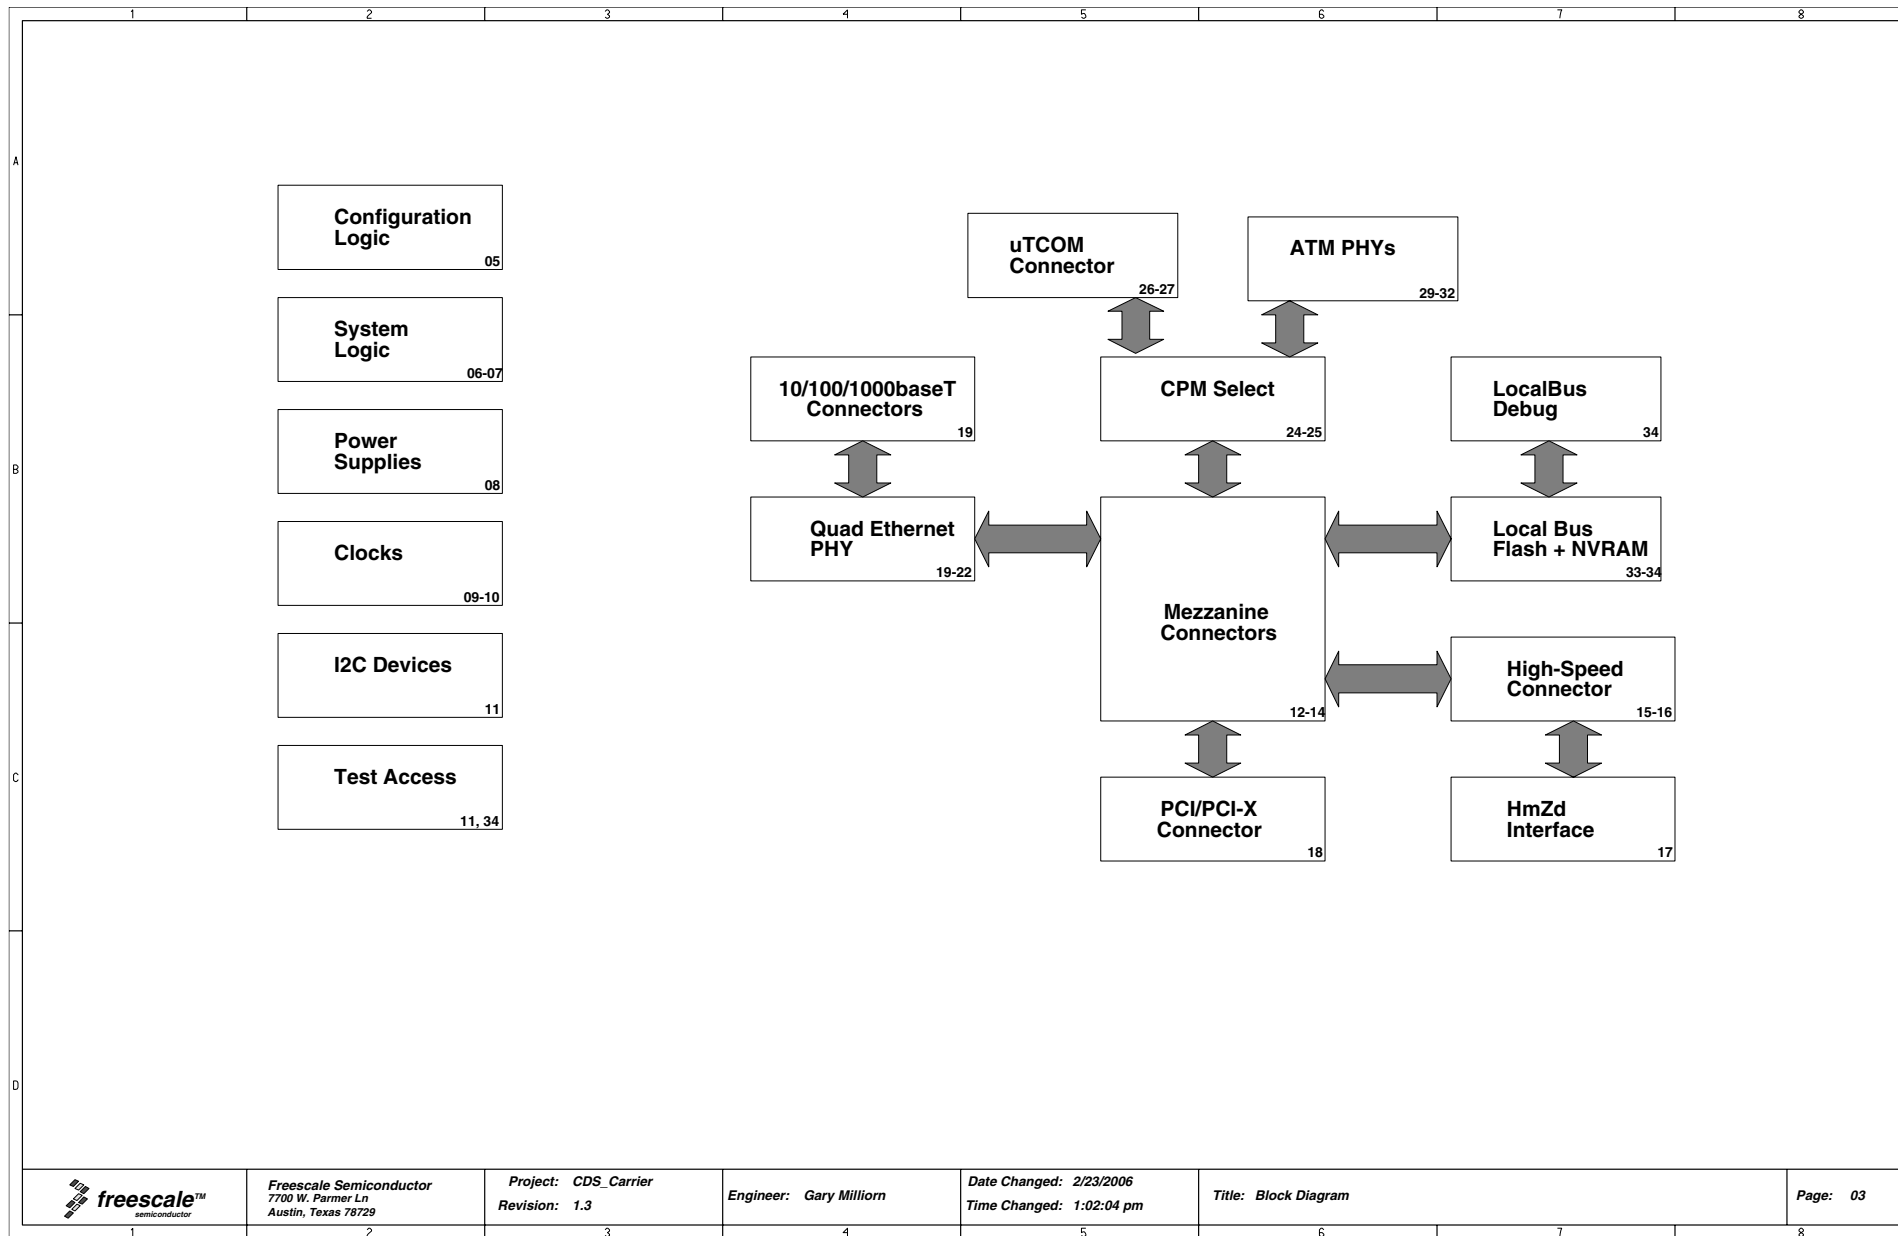 1 2 3 4 5 6 7 8
A
B
C
D
Configuration
Logic
05
System
Logic
06-07
Power
Supplies
08
Clocks
09-10
I2C Devices
11
Test Access
11, 34
uTCOM
Connector
26-27
ATM PHYs
29-32
10/100/1000baseT
Connectors
19
CPM Select
24-25
LocalBus
Debug
34
Quad Ethernet
PHY
19-22
Mezzanine
Connectors
12-14
Local Bus
Flash + NVRAM
33-34
High-Speed
Connector
15-16
PCI/PCI-X
Connector
18
HmZd
Interface
17
freescale™
semiconductor
Freescale Semiconductor
7700 W. Parmer Ln
Austin, Texas 78729
Project: CDS_Carrier
Revision: 1.3
Engineer: Gary Milliorn
Date Changed: 2/23/2006
Time Changed: 1:02:04 pm
Title: Block Diagram
Page: 03
1 2 3 4 5 6 7 8